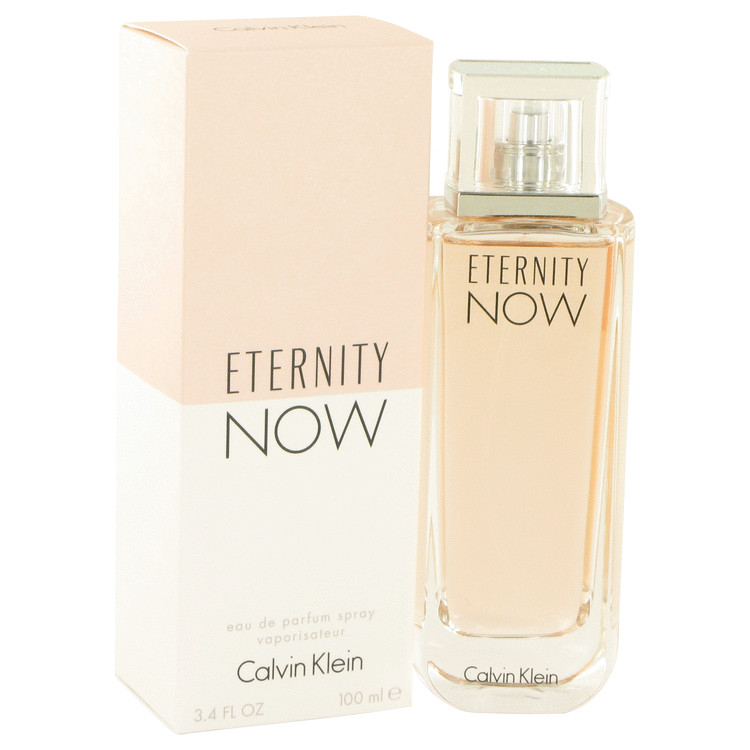 Calvin Klein
ETERNITY
NOW
eau de parfum spray
vaporisateur
Calvin Klein
3.4 FL OZ 100 ml ℮
ETERNITY
NOW
Calvin Klein